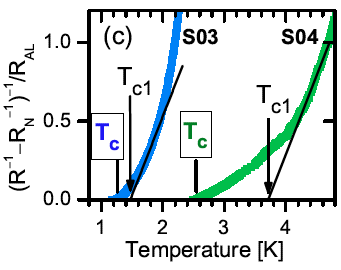 (c)
S03
S04
1.0
0.5
0.0
T_c1
T_c1
T_c
T_c
(R⁻¹−R_N⁻¹)⁻¹/R_AL
1
2
3
4
Temperature [K]